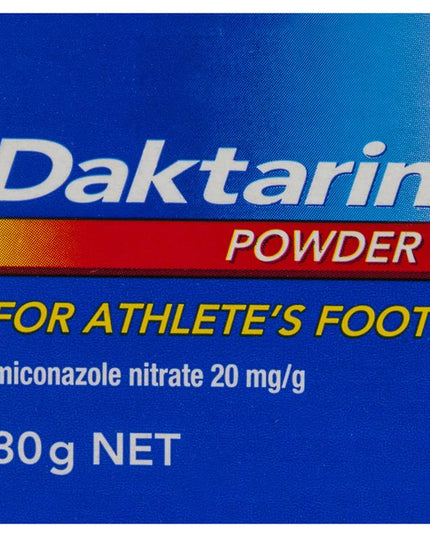 Daktarin
POWDER
FOR ATHLETE'S FOOT
miconazole nitrate 20 mg/g
30g NET